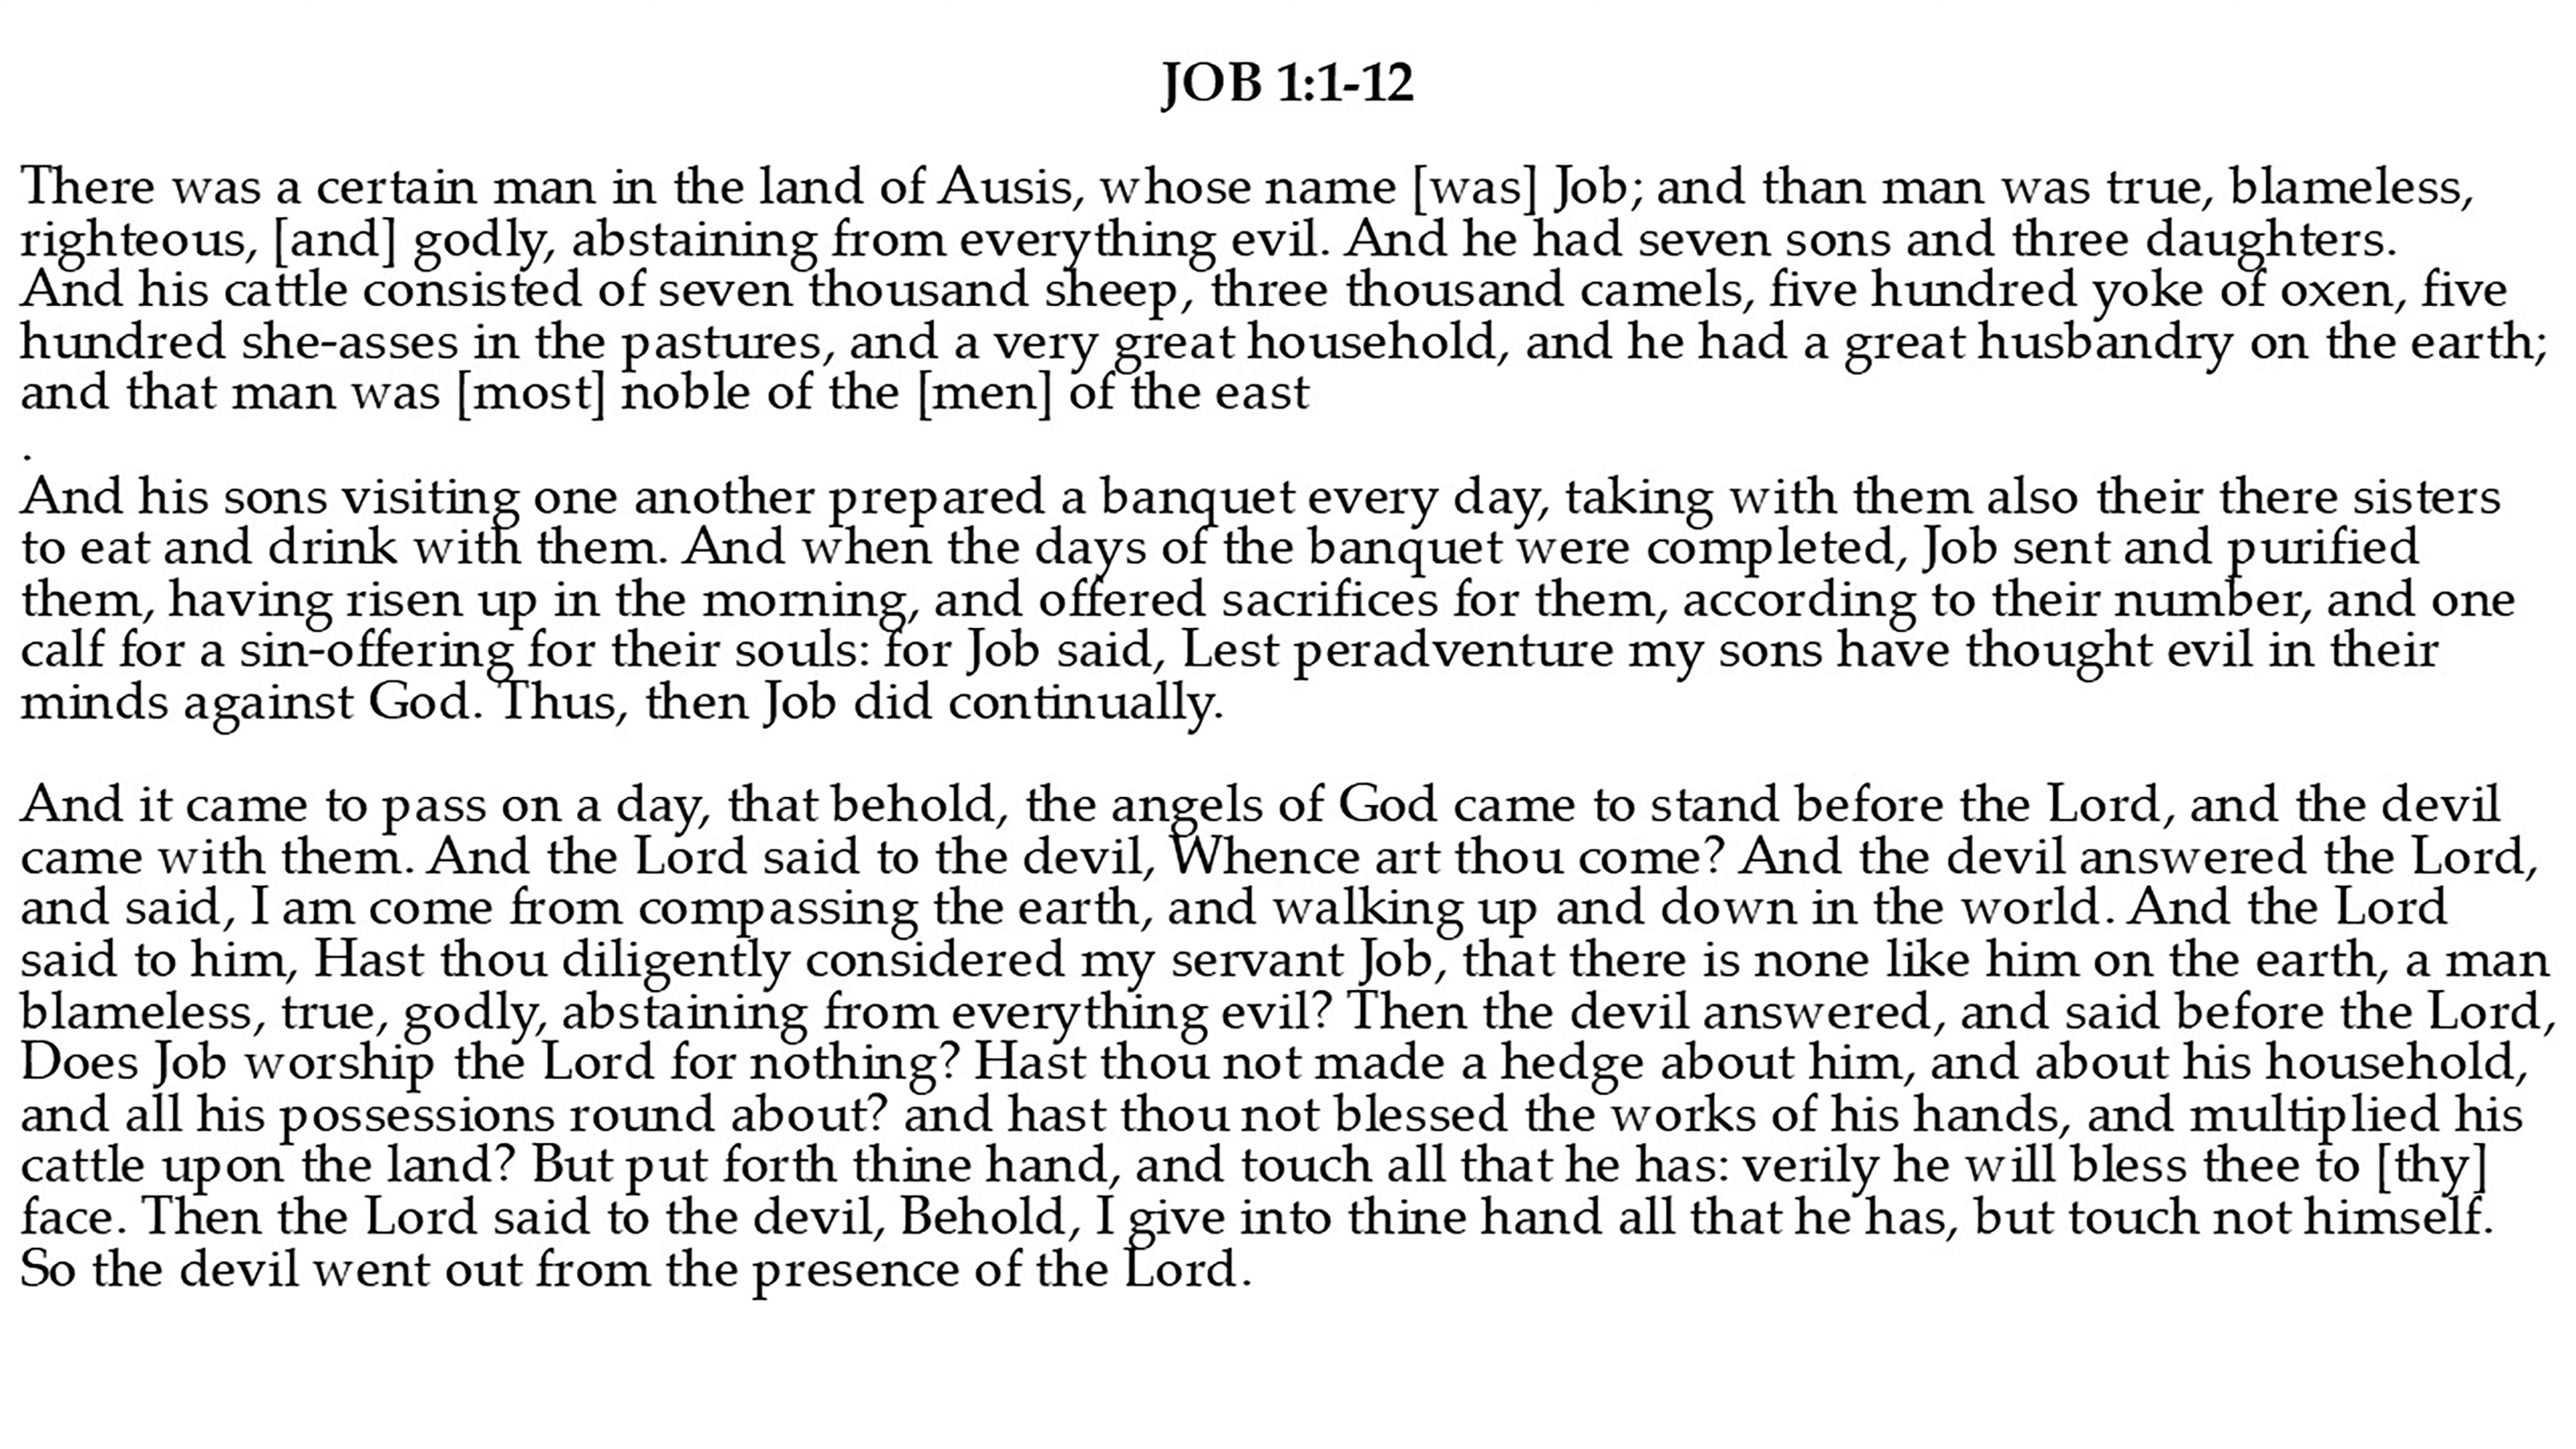 JOB 1:1-12
There was a certain man in the land of Ausis, whose name [was] Job; and than man was true, blameless,
righteous, [and] godly, abstaining from everything evil. And he had seven sons and three daughters.
And his cattle consisted of seven thousand sheep, three thousand camels, five hundred yoke of oxen, five
hundred she-asses in the pastures, and a very great household, and he had a great husbandry on the earth;
and that man was [most] noble of the [men] of the east
.
And his sons visiting one another prepared a banquet every day, taking with them also their there sisters
to eat and drink with them. And when the days of the banquet were completed, Job sent and purified
them, having risen up in the morning, and offered sacrifices for them, according to their number, and one
calf for a sin-offering for their souls: for Job said, Lest peradventure my sons have thought evil in their
minds against God. Thus, then Job did continually.
And it came to pass on a day, that behold, the angels of God came to stand before the Lord, and the devil
came with them. And the Lord said to the devil, Whence art thou come? And the devil answered the Lord,
and said, I am come from compassing the earth, and walking up and down in the world. And the Lord
said to him, Hast thou diligently considered my servant Job, that there is none like him on the earth, a man
blameless, true, godly, abstaining from everything evil? Then the devil answered, and said before the Lord,
Does Job worship the Lord for nothing? Hast thou not made a hedge about him, and about his household,
and all his possessions round about? and hast thou not blessed the works of his hands, and multiplied his
cattle upon the land? But put forth thine hand, and touch all that he has: verily he will bless thee to [thy]
face. Then the Lord said to the devil, Behold, I give into thine hand all that he has, but touch not himself.
So the devil went out from the presence of the Lord.